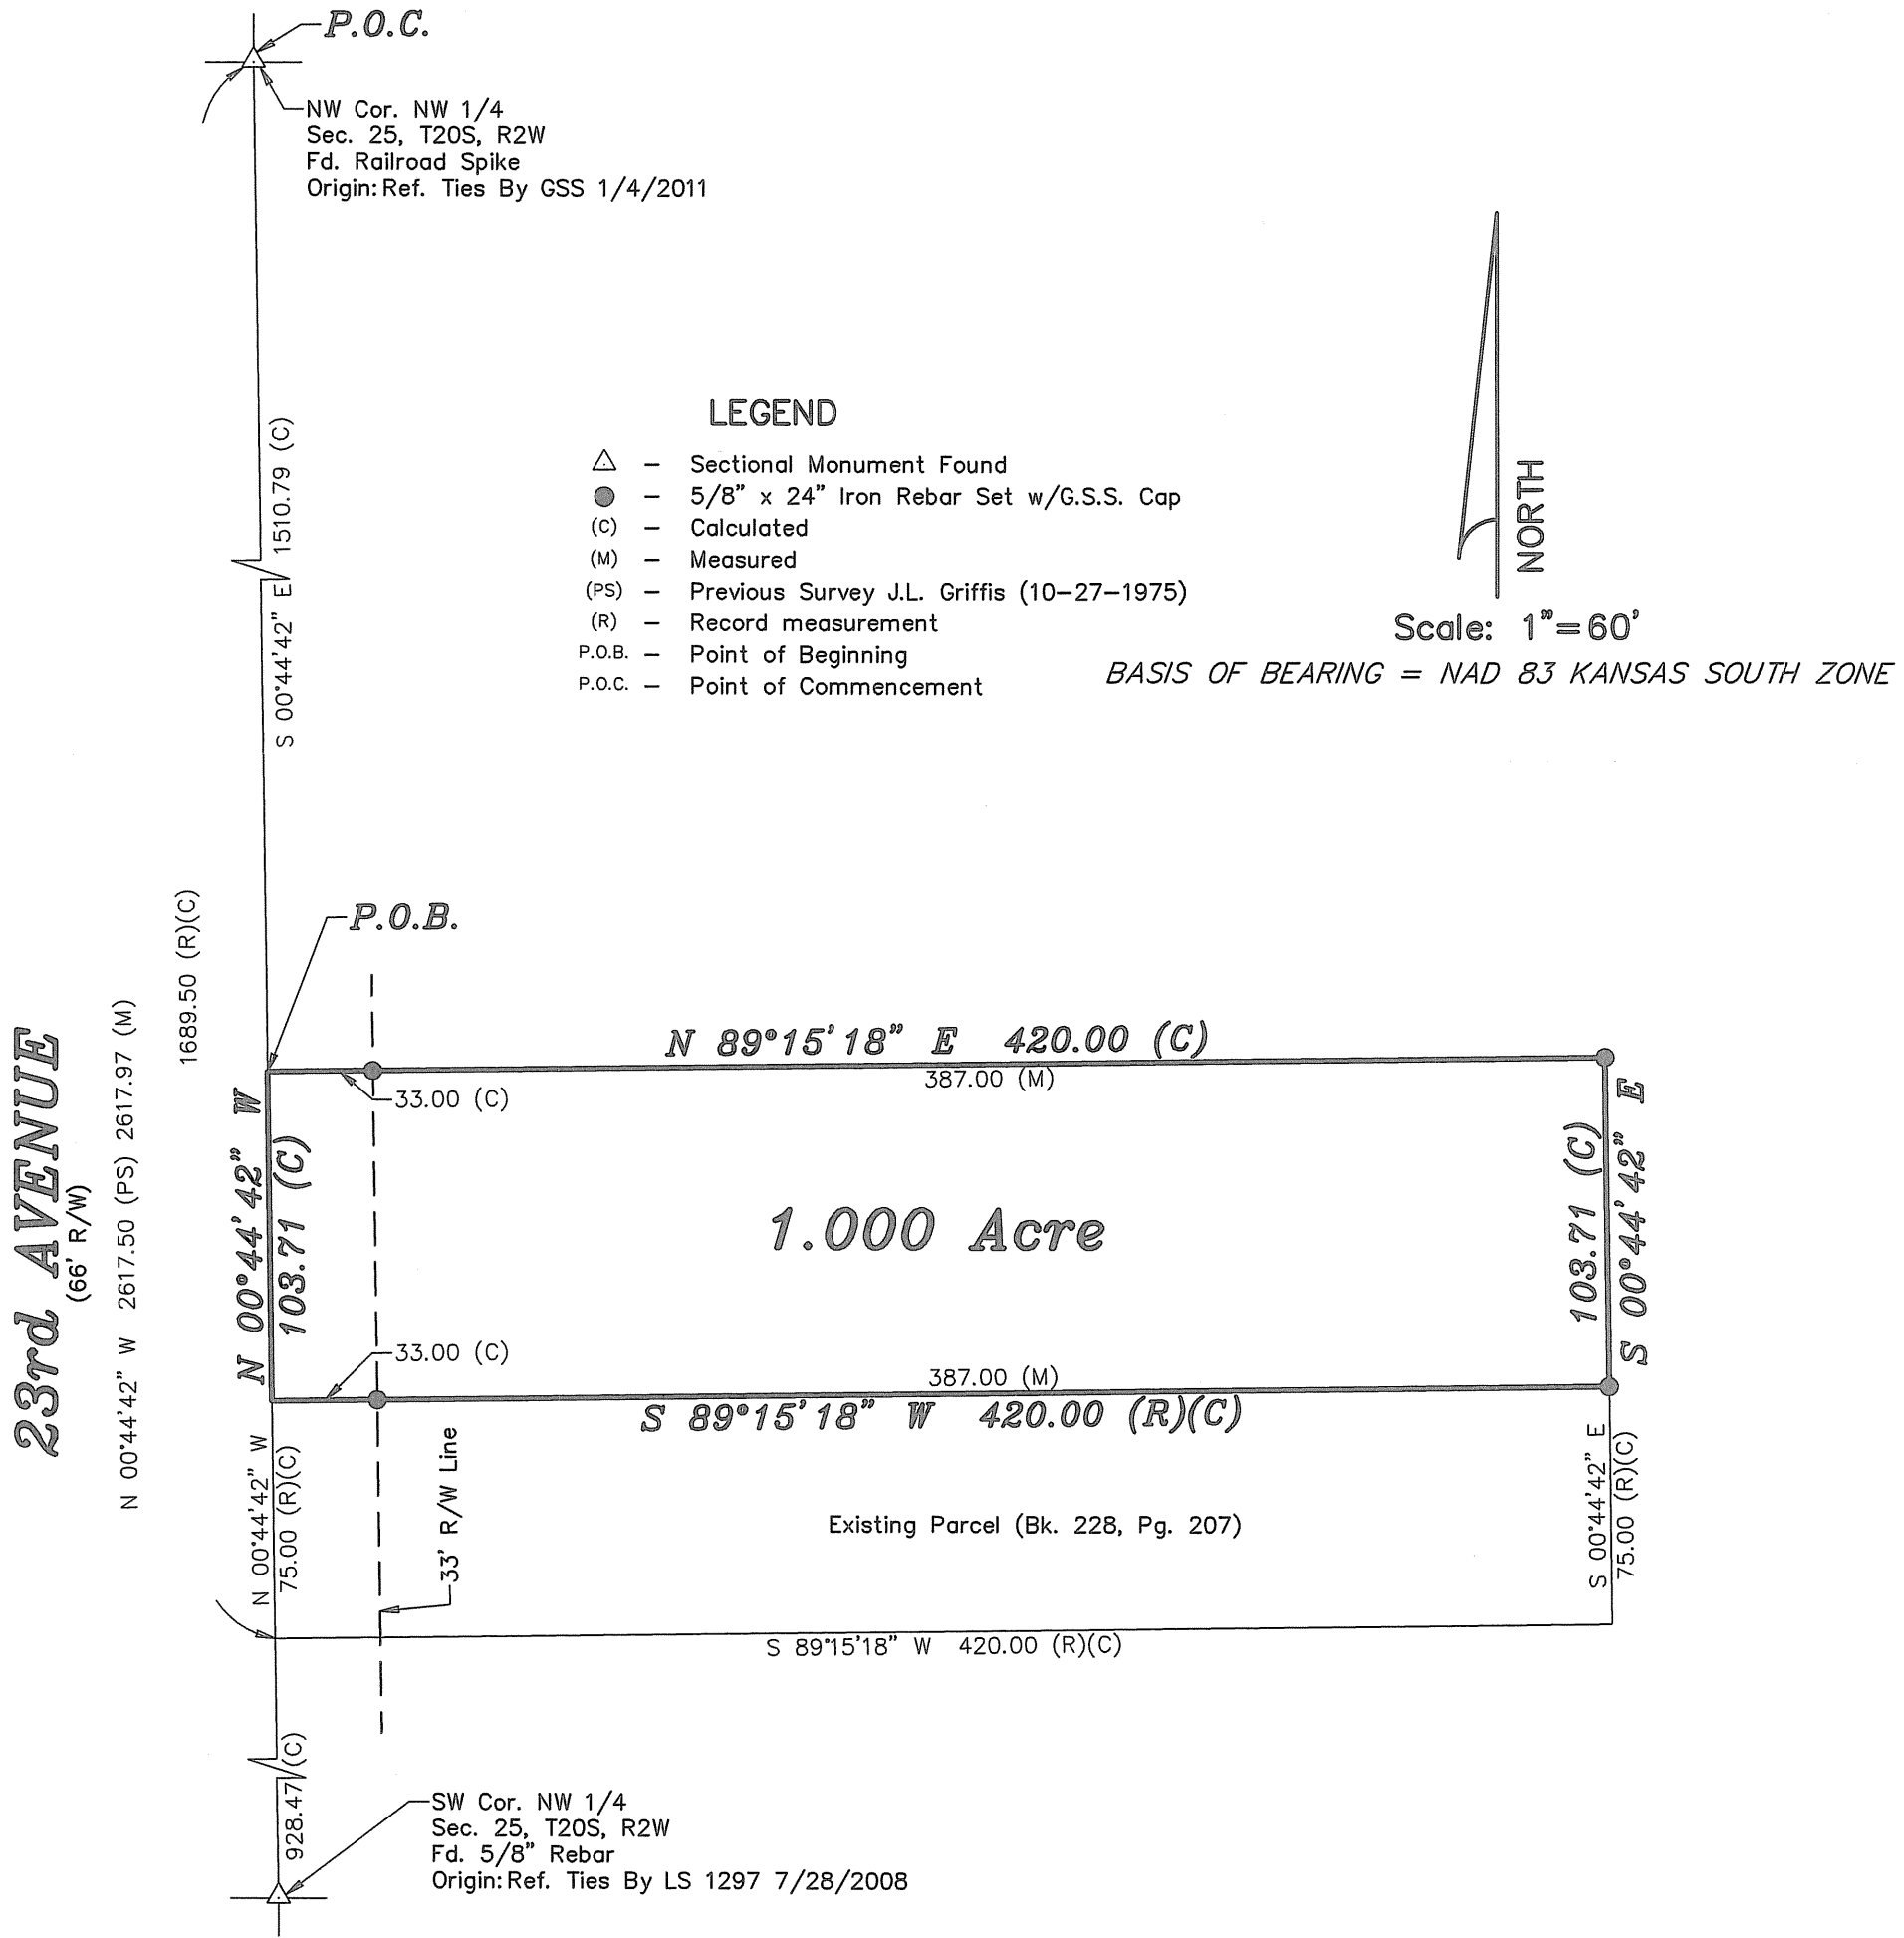 P.O.C.
NW Cor. NW 1/4
Sec. 25, T20S, R2W
Fd. Railroad Spike
Origin: Ref. Ties By GSS 1/4/2011
S 00°44'42" E 1510.79 (C)
LEGEND
△ – Sectional Monument Found
● – 5/8" x 24" Iron Rebar Set w/G.S.S. Cap
(C) – Calculated
(M) – Measured
(PS) – Previous Survey J.L. Griffis (10-27-1975)
(R) – Record measurement
P.O.B. – Point of Beginning
P.O.C. – Point of Commencement
NORTH
Scale: 1"=60'
BASIS OF BEARING = NAD 83 KANSAS SOUTH ZONE
23rd AVENUE
(66' R/W)
N 00°44'42" W 2617.50 (PS) 2617.97 (M)
1689.50 (R)(C)
P.O.B.
N 89°15'18" E 420.00 (C)
387.00 (M)
33.00 (C)
N 00°44'42" W
103.71 (C)
1.000 Acre
103.71 (C)
S 00°44'42" E
33.00 (C)
387.00 (M)
S 89°15'18" W 420.00 (R)(C)
N 00°44'42" W
75.00 (R)(C)
33' R/W Line
Existing Parcel (Bk. 228, Pg. 207)
S 00°44'42" E
75.00 (R)(C)
S 89°15'18" W 420.00 (R)(C)
928.47 (C)
SW Cor. NW 1/4
Sec. 25, T20S, R2W
Fd. 5/8" Rebar
Origin: Ref. Ties By LS 1297 7/28/2008